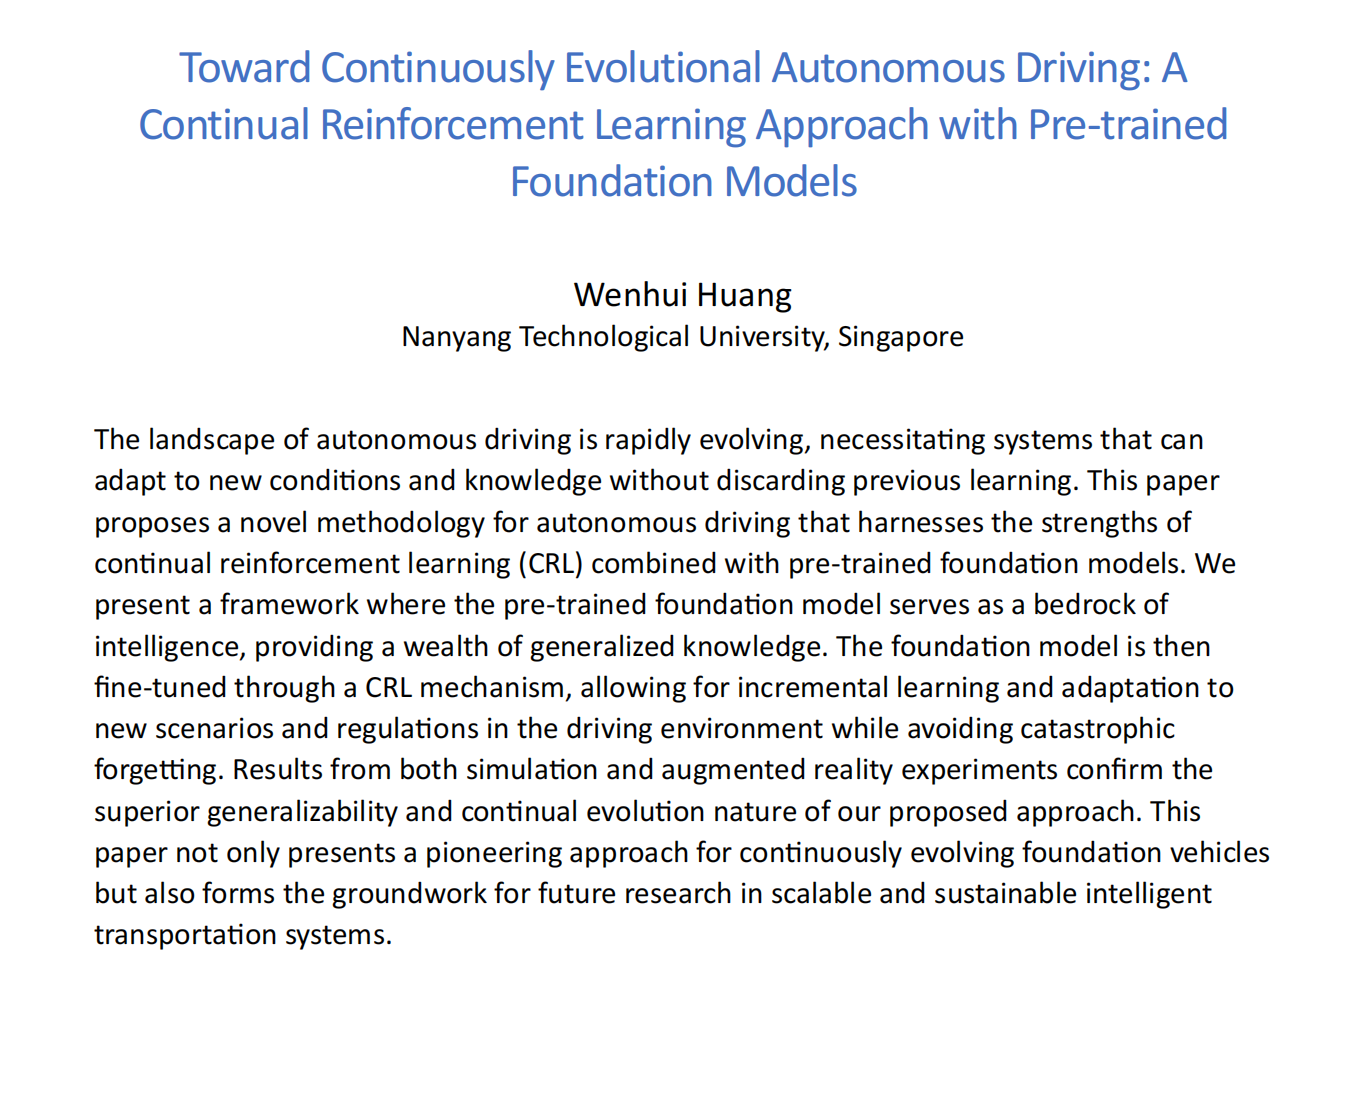 Toward Continuously Evolutional Autonomous Driving: A
Continual Reinforcement Learning Approach with Pre-trained
Foundation Models
Wenhui Huang
Nanyang Technological University, Singapore
The landscape of autonomous driving is rapidly evolving, necessitating systems that can
adapt to new conditions and knowledge without discarding previous learning. This paper
proposes a novel methodology for autonomous driving that harnesses the strengths of
continual reinforcement learning (CRL) combined with pre-trained foundation models. We
present a framework where the pre-trained foundation model serves as a bedrock of
intelligence, providing a wealth of generalized knowledge. The foundation model is then
fine-tuned through a CRL mechanism, allowing for incremental learning and adaptation to
new scenarios and regulations in the driving environment while avoiding catastrophic
forgetting. Results from both simulation and augmented reality experiments confirm the
superior generalizability and continual evolution nature of our proposed approach. This
paper not only presents a pioneering approach for continuously evolving foundation vehicles
but also forms the groundwork for future research in scalable and sustainable intelligent
transportation systems.